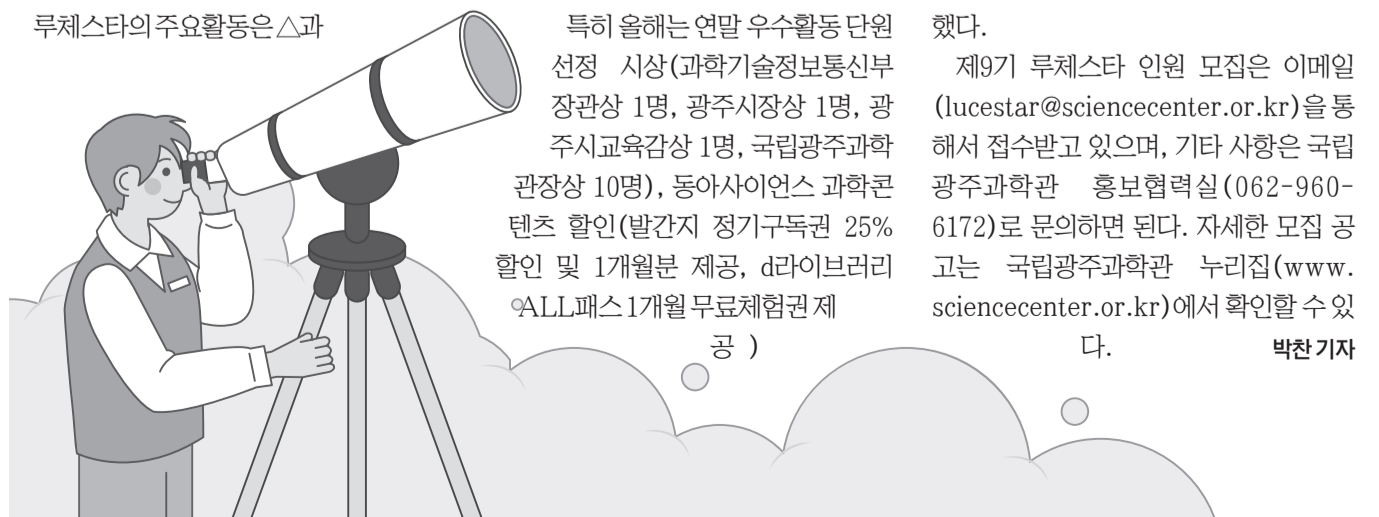 루체스타의 주요활동은 △과
특히 올해는 연말 우수활동 단원
선정 시상(과학기술정보통신부
장관상 1명, 광주시장상 1명, 광
주시교육감상 1명, 국립광주과학
관장상 10명), 동아사이언스 과학콘
텐츠 할인(발간지 정기구독권 25%
할인 및 1개월분 제공, d라이브러리
ALL패스 1개월 무료체험권 제
공 )
했다.
제9기 루체스타 인원 모집은 이메일
(lucestar@sciencecenter.or.kr)을 통
해서 접수받고 있으며, 기타 사항은 국립
광주과학관 홍보협력실(062-960-
6172)로 문의하면 된다. 자세한 모집 공
고는 국립광주과학관 누리집(www.
sciencecenter.or.kr)에서 확인할 수 있
다. 박찬 기자